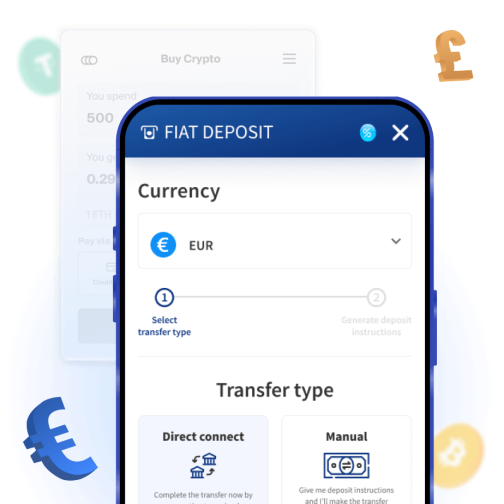 Buy Crypto
You spend
500
0.29
1 ETH
Pay via
FIAT DEPOSIT
Currency
EUR
1
2
Select
transfer type
Generate deposit
instructions
Transfer type
Direct connect
Complete the transfer now by
Manual
Give me deposit instructions
and I'll make the transfer